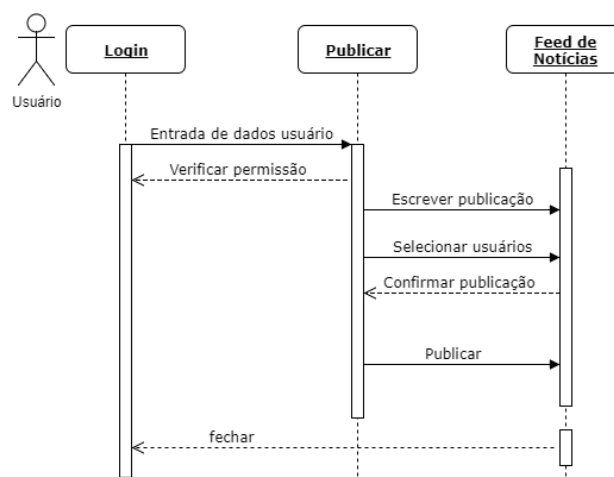 Login
Publicar
Feed de
Notícias
Usuário
Entrada de dados usuário
Verificar permissão
Escrever publicação
Selecionar usuários
Confirmar publicação
Publicar
fechar